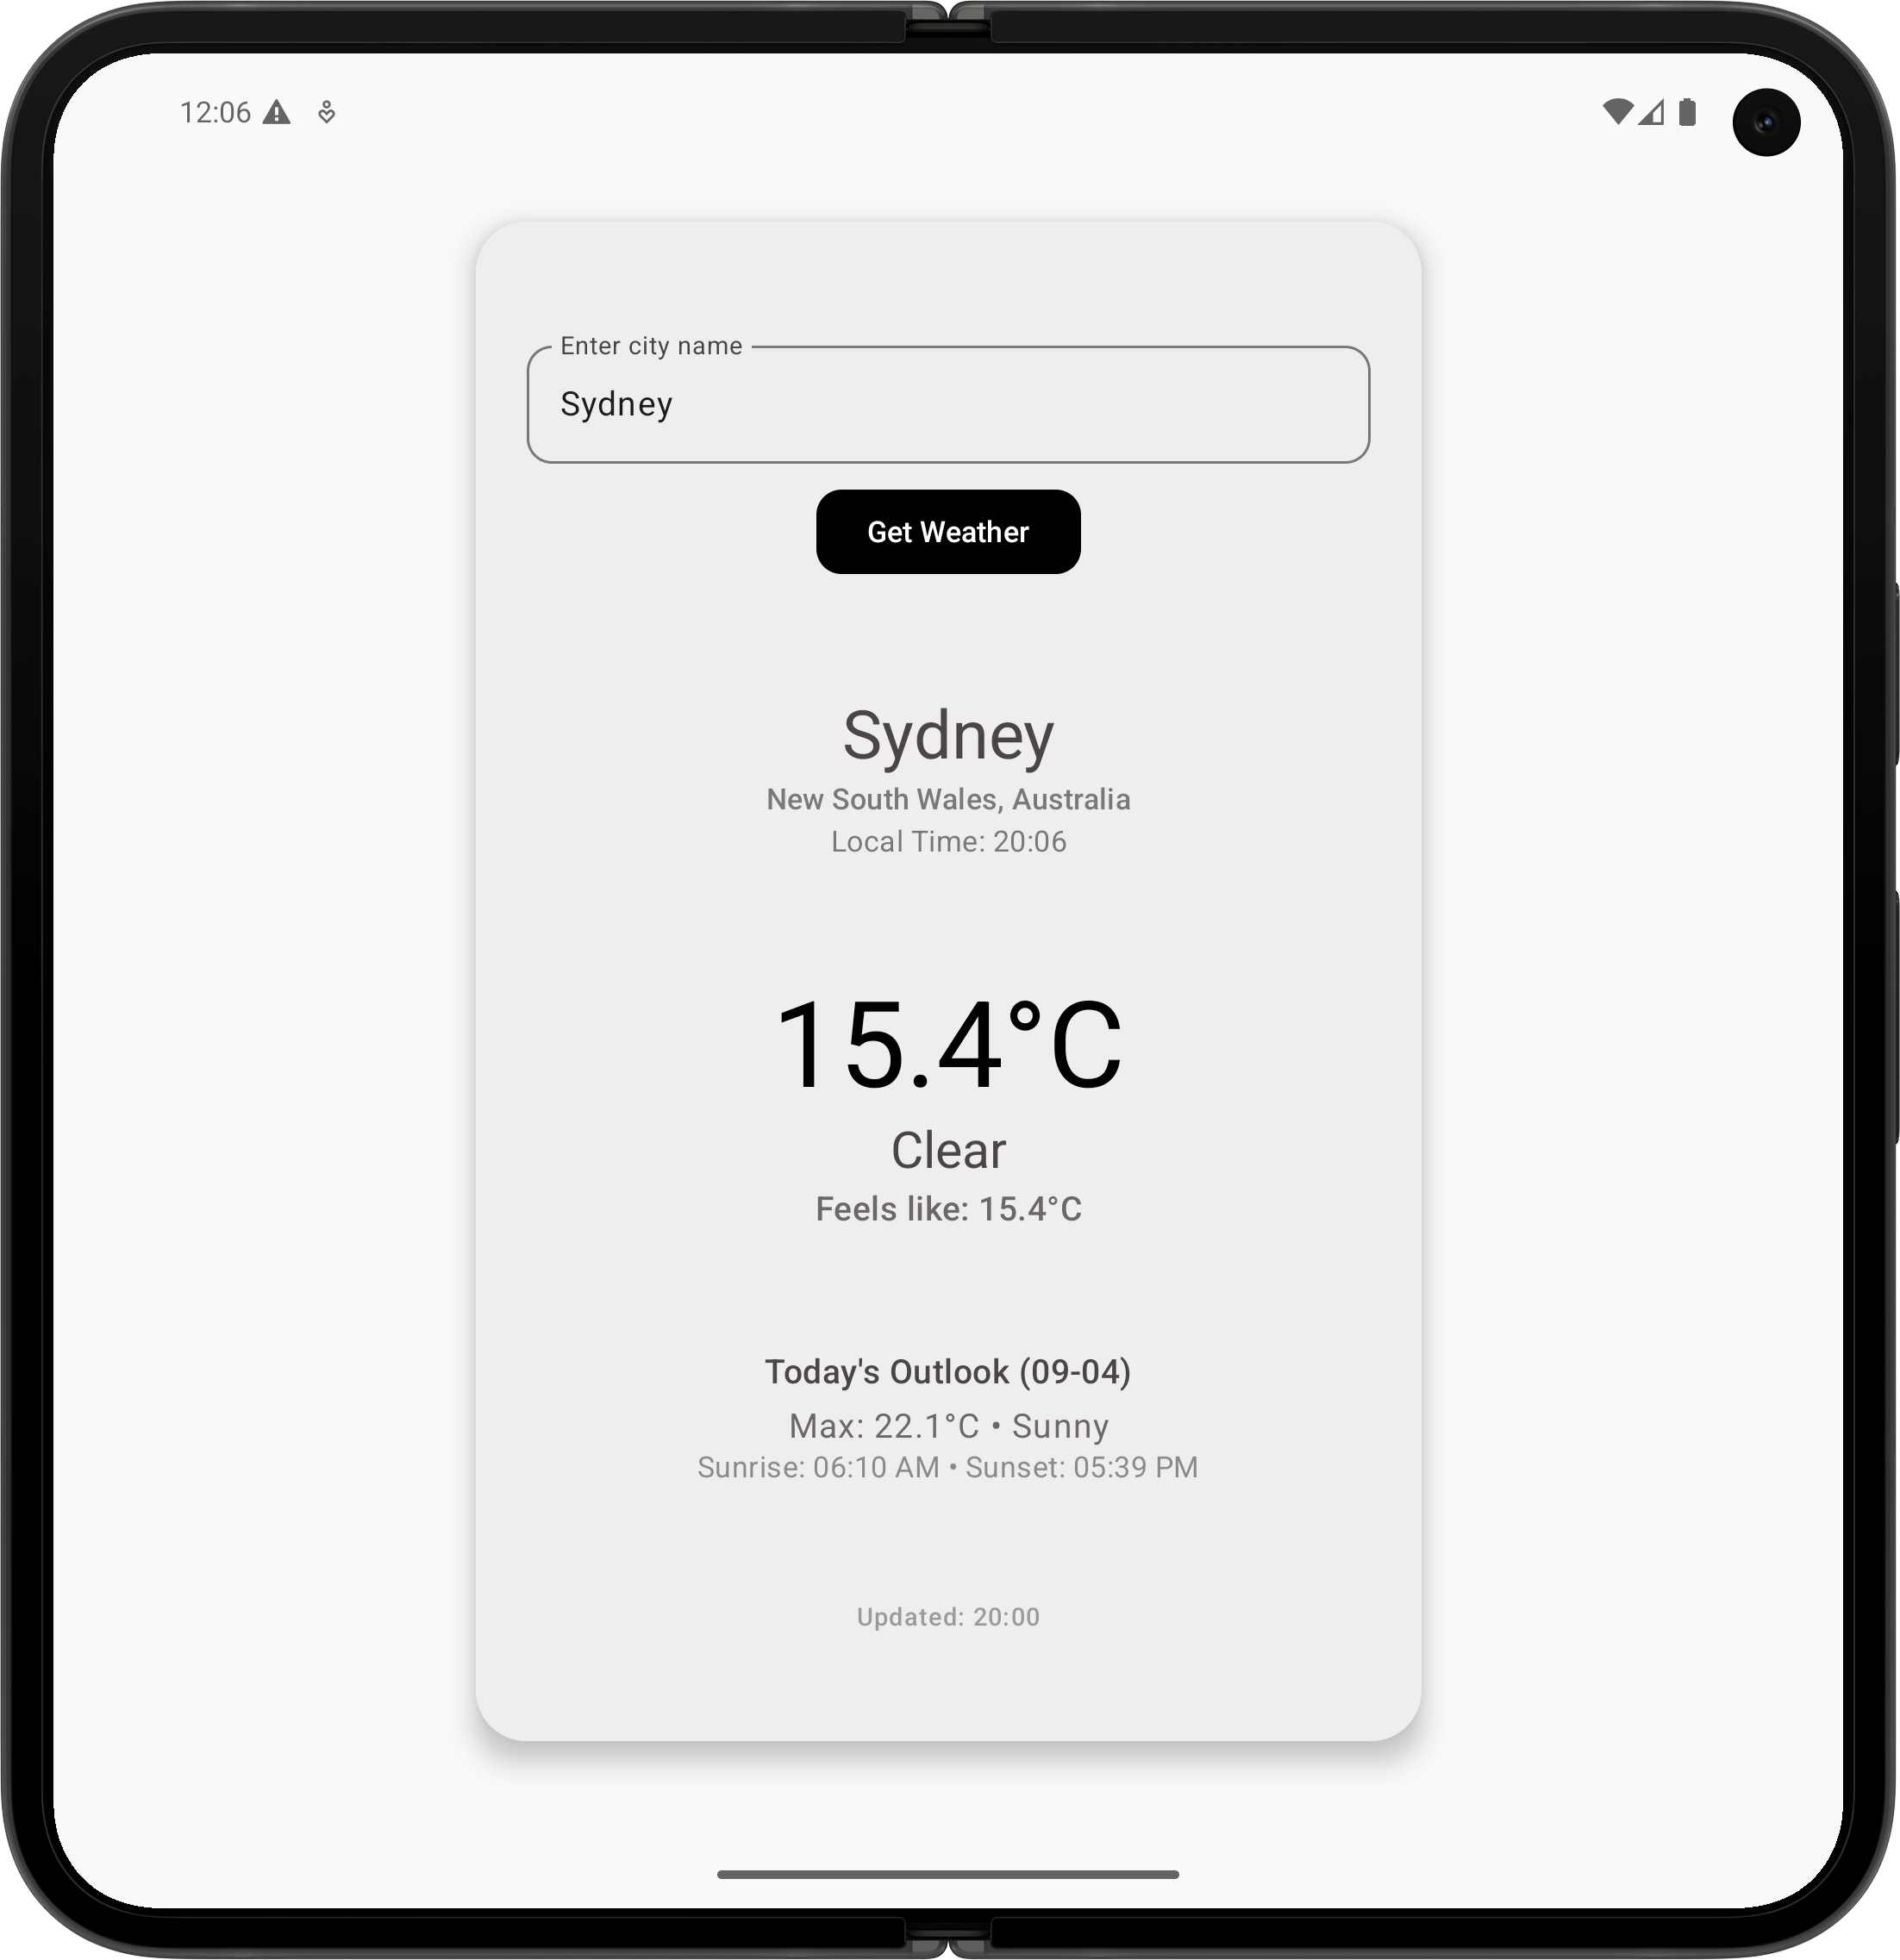 12:06
Enter city name
Sydney
Get Weather
Sydney
New South Wales, Australia
Local Time: 20:06
15.4°C
Clear
Feels like: 15.4°C
Today's Outlook (09-04)
Max: 22.1°C • Sunny
Sunrise: 06:10 AM • Sunset: 05:39 PM
Updated: 20:00